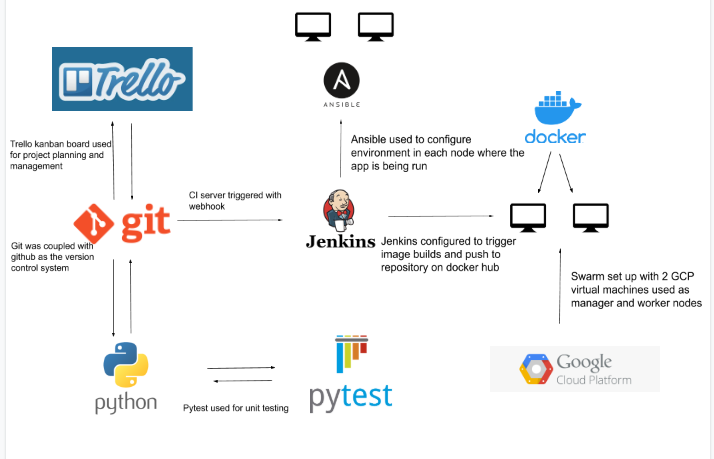 Trello
ANSIBLE
docker
Trello kanban board used
for project planning and
management
Ansible used to configure
environment in each node where the
app is being run
CI server triggered with
webhook
git
Jenkins
Git was coupled with
github as the version
control system
Jenkins configured to trigger
image builds and push to
repository on docker hub
Swarm set up with 2 GCP
virtual machines used as
manager and worker nodes
python
Pytest used for unit testing
pytest
Google
Cloud Platform